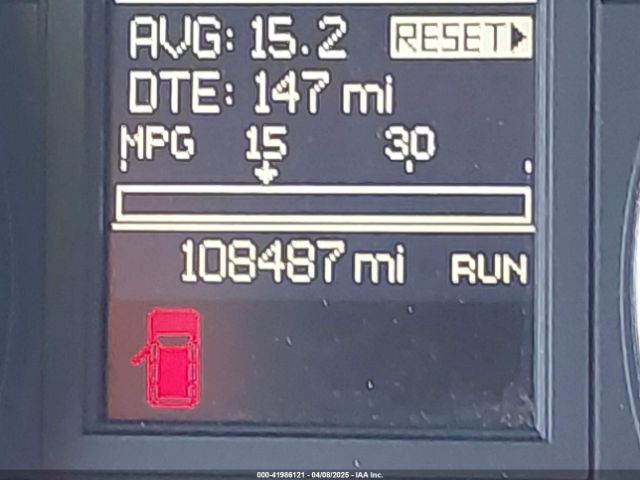 AVG: 15.2 RESET
DTE: 147 mi
MPG 15 30
108487 mi RUN
000-41986121 - 04/08/2025 - IAA Inc.